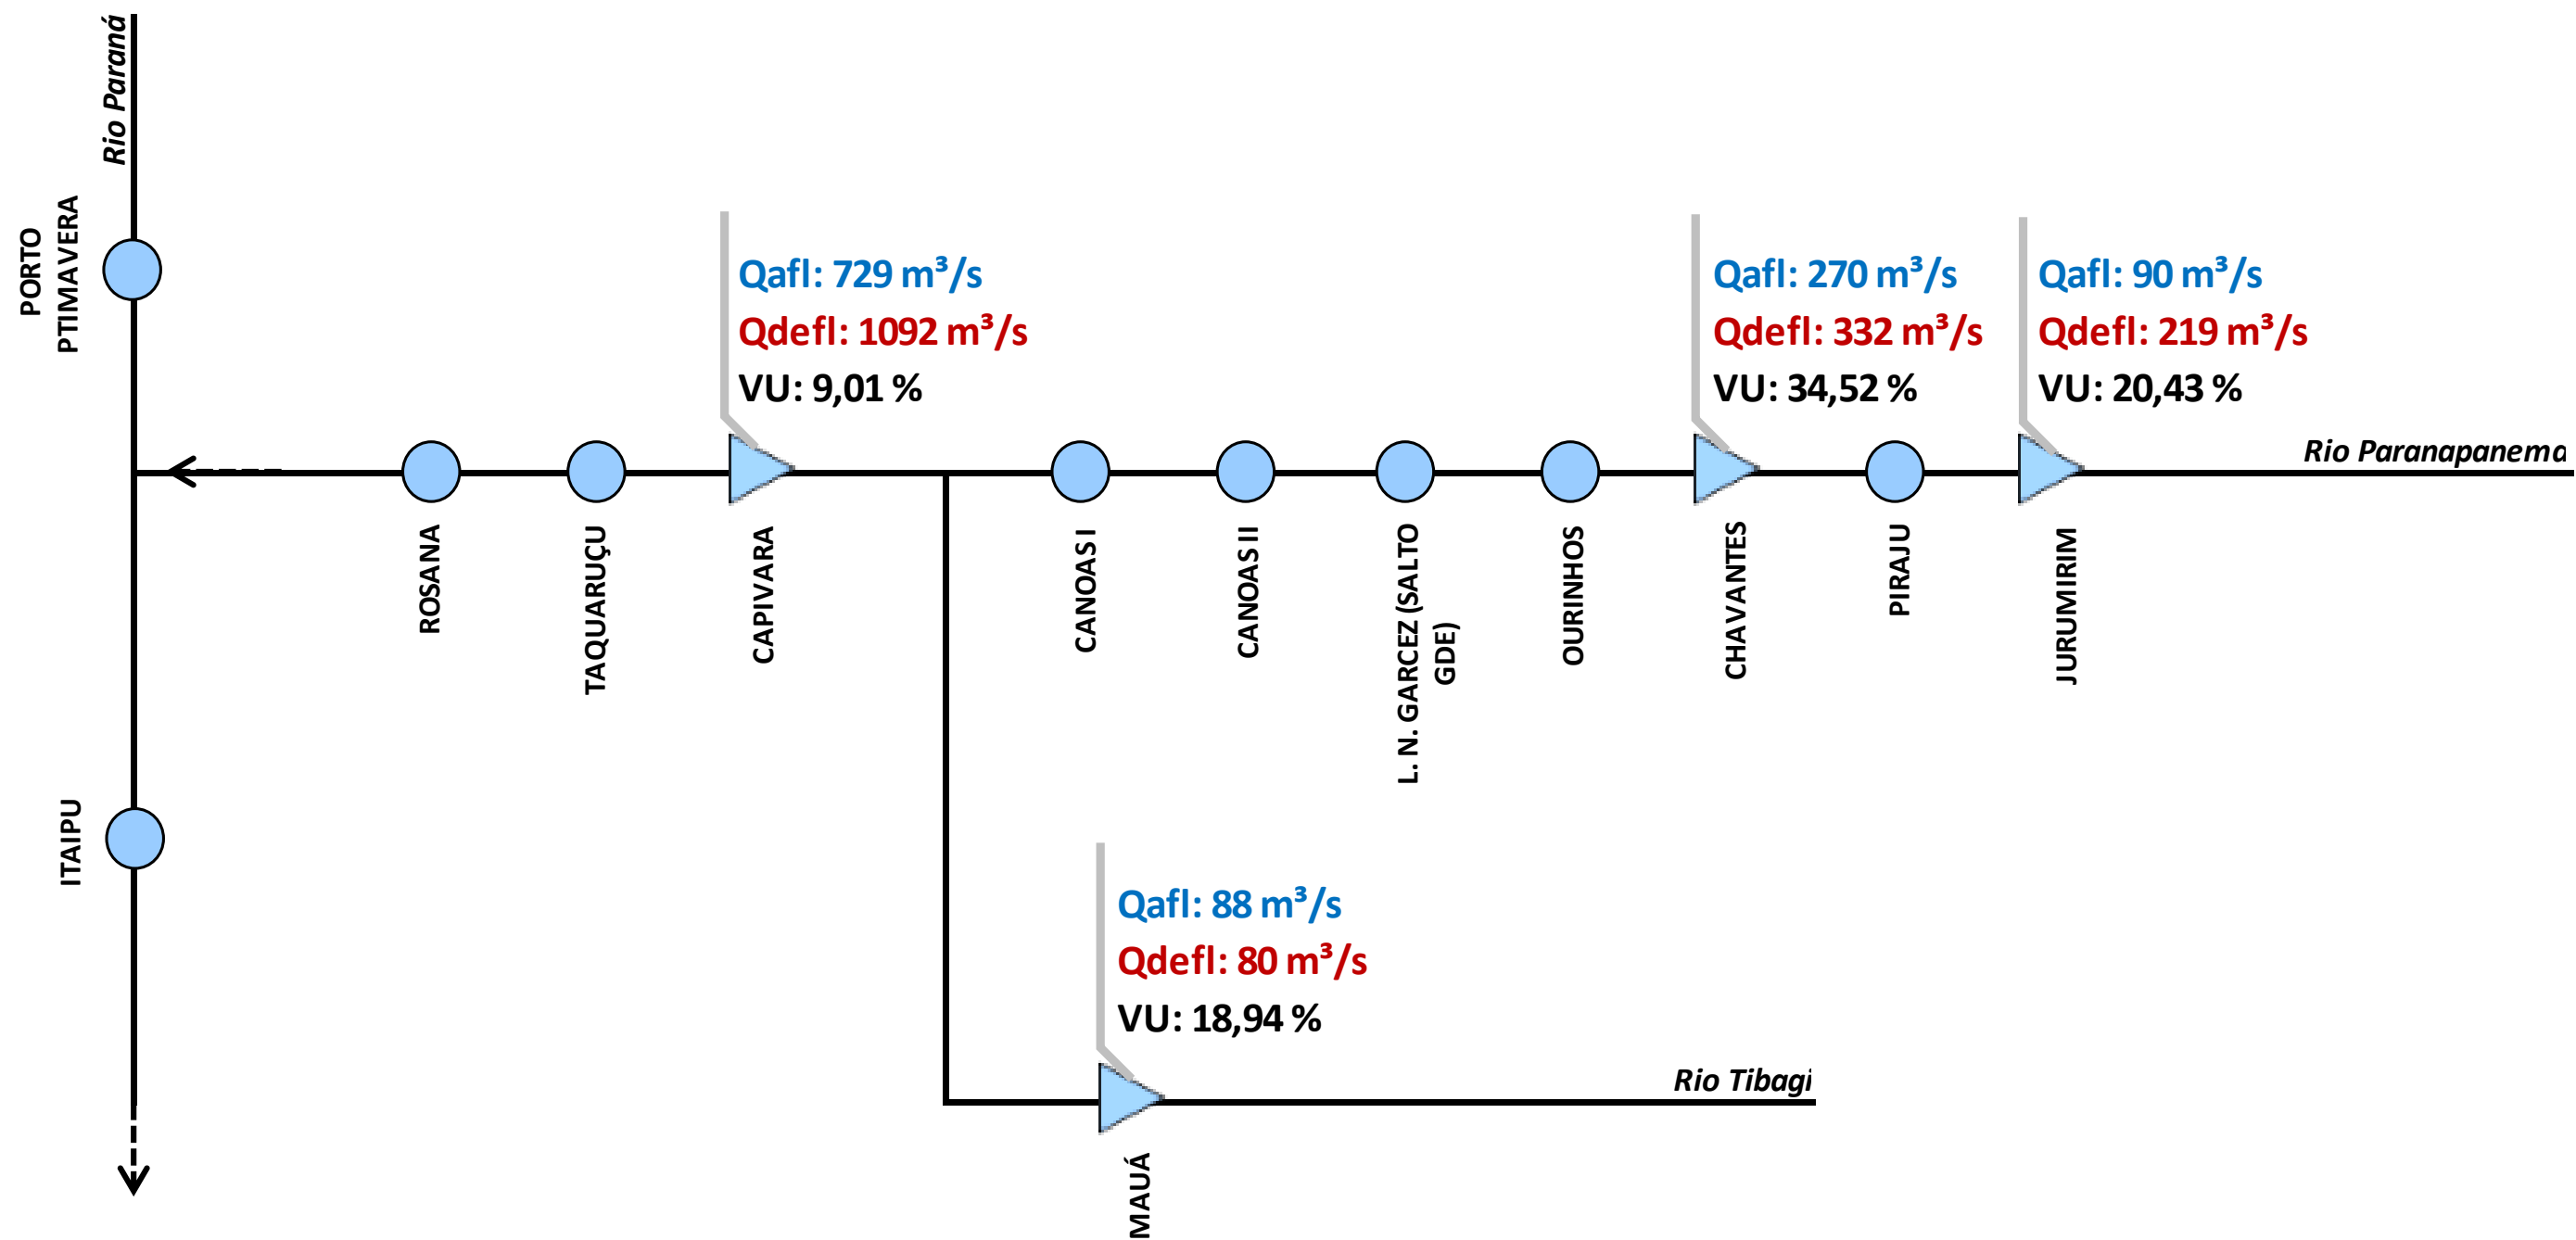 Rio Paraná
PORTO
PTIMAVERA
Qafl: 729 m³/s
Qdefl: 1092 m³/s
VU: 9,01 %
Qafl: 270 m³/s
Qdefl: 332 m³/s
VU: 34,52 %
Qafl: 90 m³/s
Qdefl: 219 m³/s
VU: 20,43 %
Rio Paranapanema
ROSANA
TAQUARUÇU
CAPIVARA
CANOAS I
CANOAS II
L. N. GARCEZ (SALTO
GDE)
OURINHOS
CHAVANTES
PIRAJU
JURUMIRIM
ITAIPU
Qafl: 88 m³/s
Qdefl: 80 m³/s
VU: 18,94 %
Rio Tibagi
MAUÁ